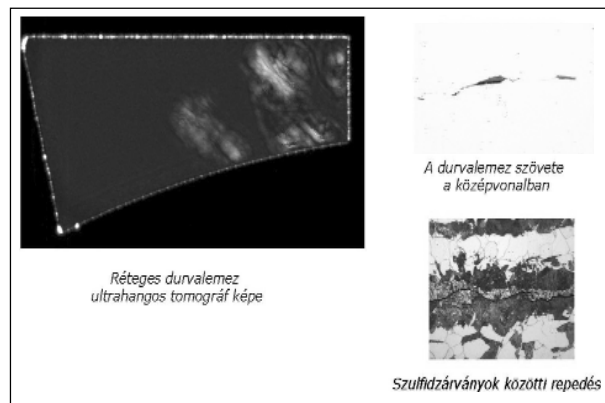 Réteges durvalemez
ultrahangos tomográf képe
A durvalemez szövete
a középvonalban
Szulfidzárványok közötti repedés